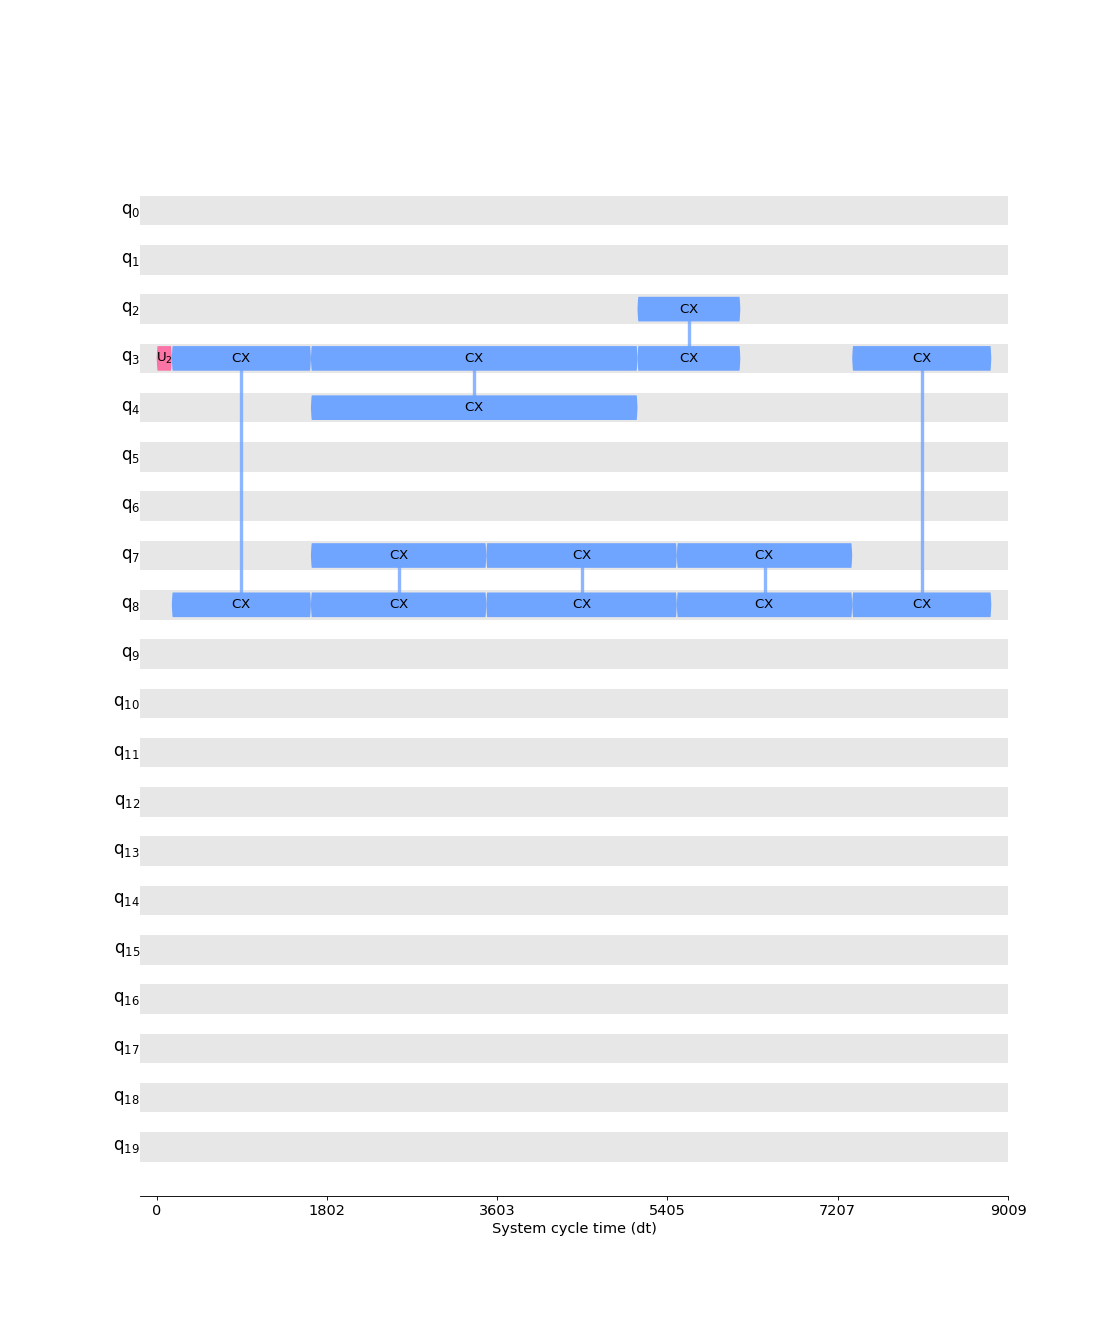 q0
q1
q2 CX
q3 U2 CX CX CX CX
q4 CX
q5
q6
q7 CX CX CX
q8 CX CX CX CX CX
q9
q10
q11
q12
q13
q14
q15
q16
q17
q18
q19
0 1802 3603 5405 7207 9009
System cycle time (dt)